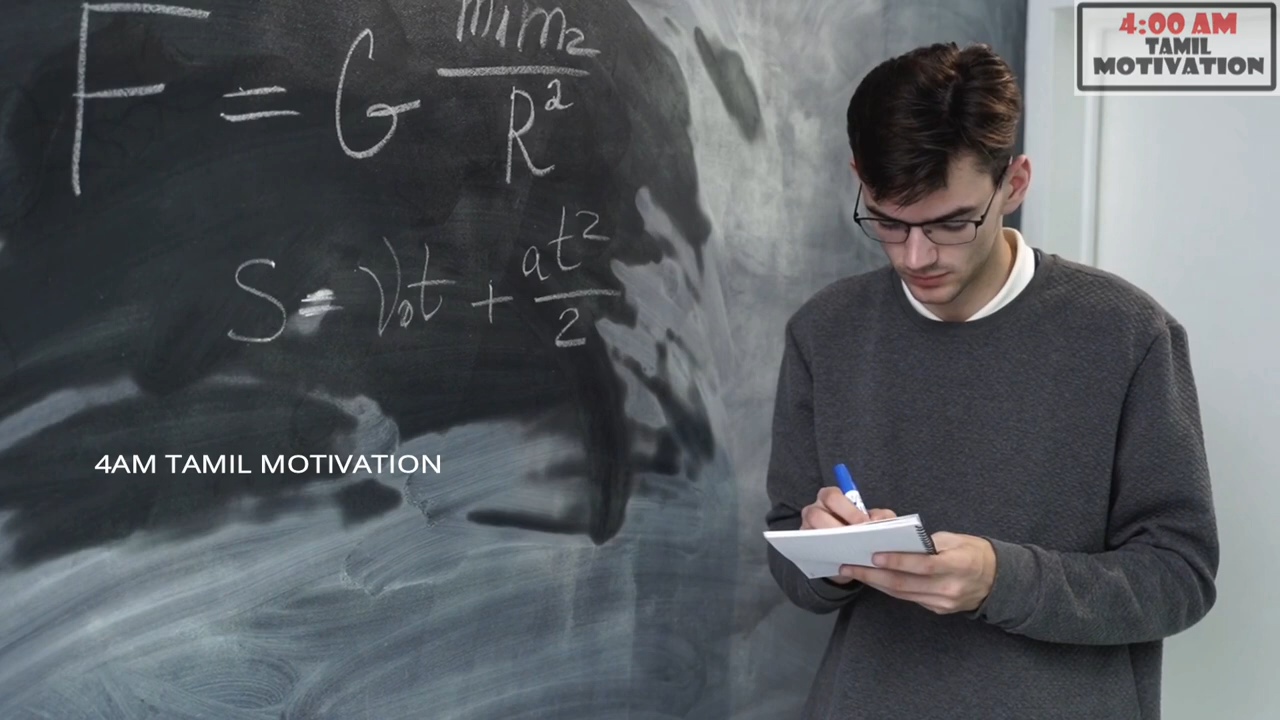 F = G m₁m₂ / R²
S = V₀t + at² / 2
4AM TAMIL MOTIVATION
4:00 AM
TAMIL
MOTIVATION